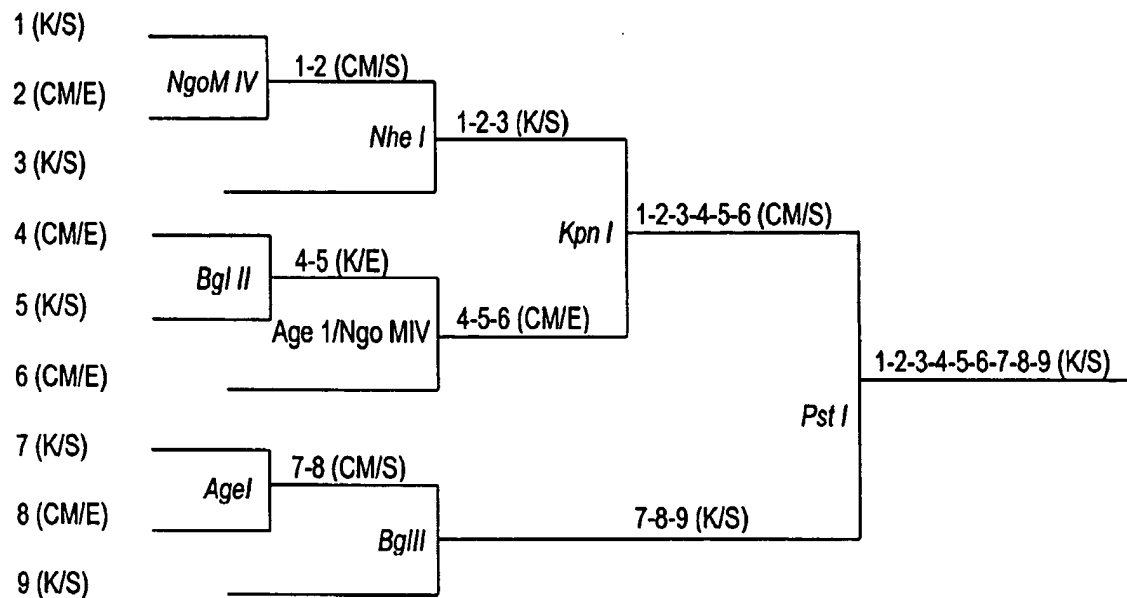 1 (K/S)
NgoM IV
1-2 (CM/S)
2 (CM/E)
Nhe I
1-2-3 (K/S)
3 (K/S)
Kpn I
1-2-3-4-5-6 (CM/S)
4 (CM/E)
Bgl II
4-5 (K/E)
5 (K/S)
Age 1/Ngo MIV
4-5-6 (CM/E)
6 (CM/E)
Pst I
1-2-3-4-5-6-7-8-9 (K/S)
7 (K/S)
AgeI
7-8 (CM/S)
8 (CM/E)
BglII
7-8-9 (K/S)
9 (K/S)